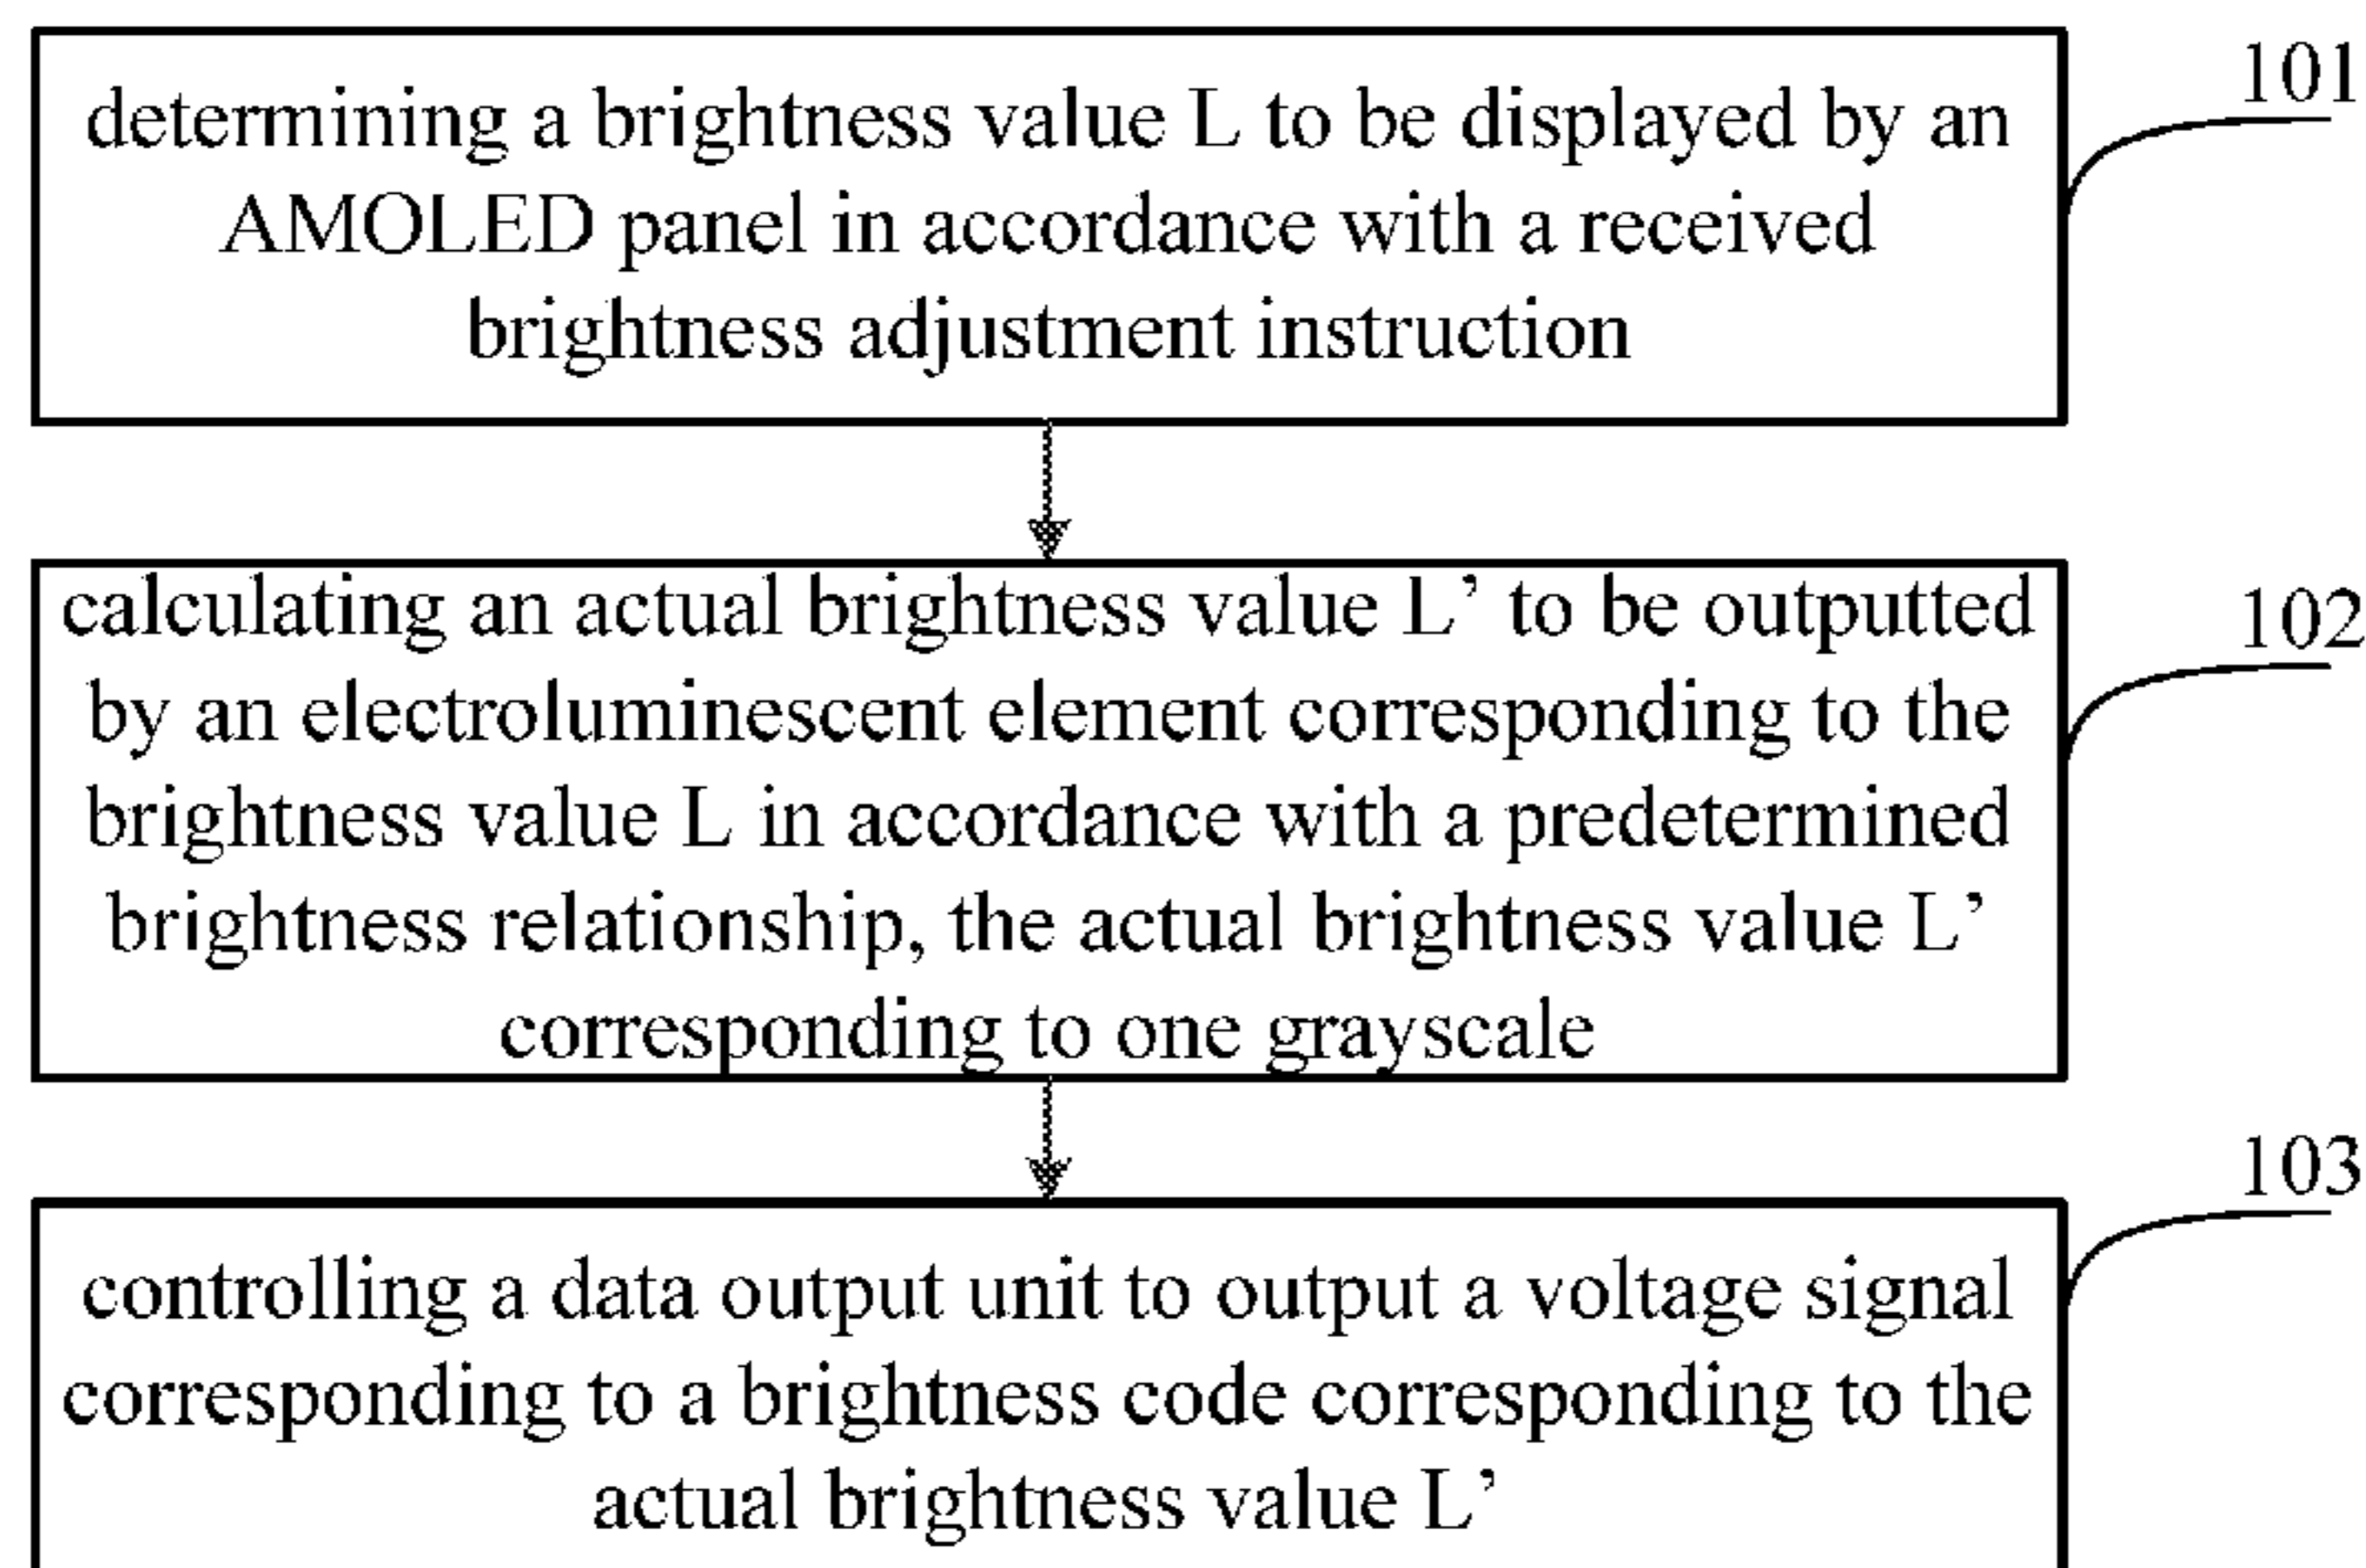 determining a brightness value L to be displayed by an
AMOLED panel in accordance with a received
brightness adjustment instruction
101
calculating an actual brightness value L’ to be outputted
by an electroluminescent element corresponding to the
brightness value L in accordance with a predetermined
brightness relationship, the actual brightness value L’
corresponding to one grayscale
102
controlling a data output unit to output a voltage signal
corresponding to a brightness code corresponding to the
actual brightness value L’
103